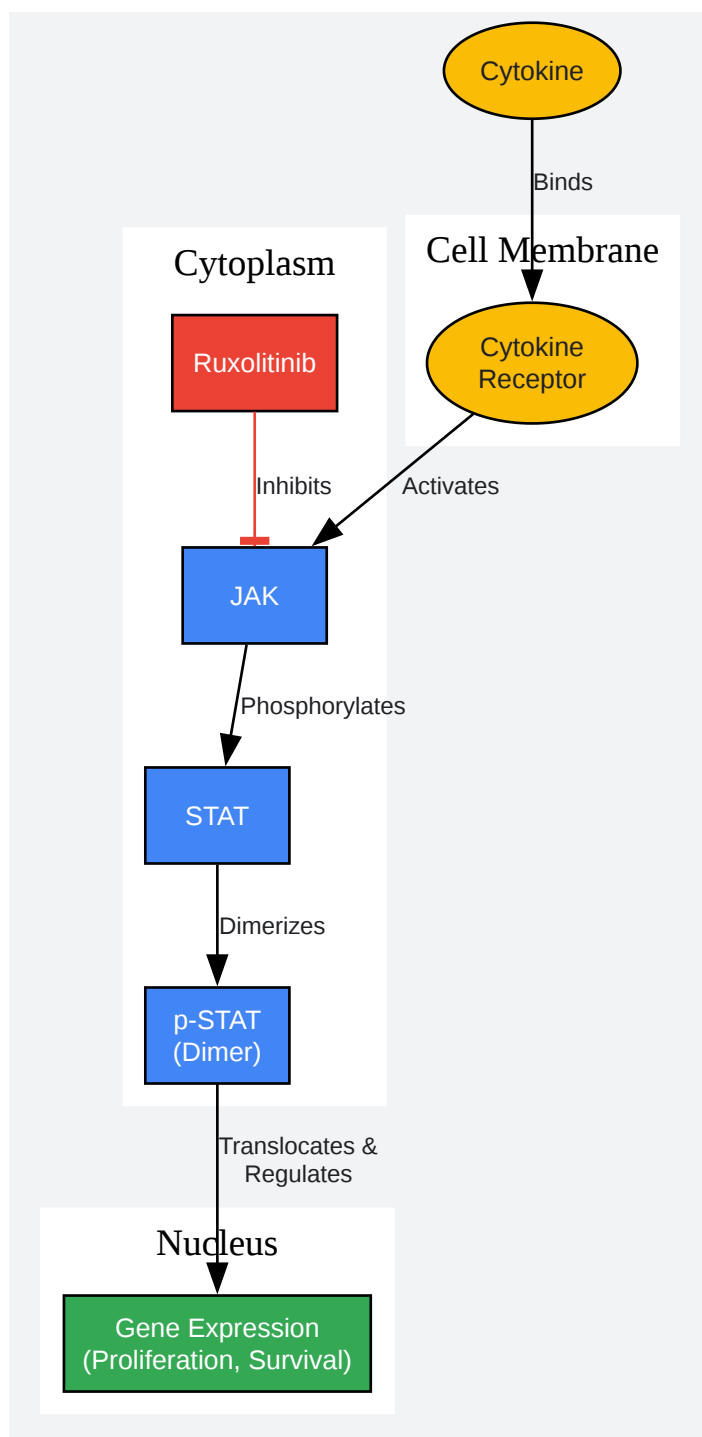 Cytokine
Binds
Cell Membrane
Cytoplasm
Cytokine
Receptor
Ruxolitinib
Inhibits
Activates
JAK
Phosphorylates
STAT
Dimerizes
p-STAT
(Dimer)
Translocates &
Regulates
Nucleus
Gene Expression
(Proliferation, Survival)